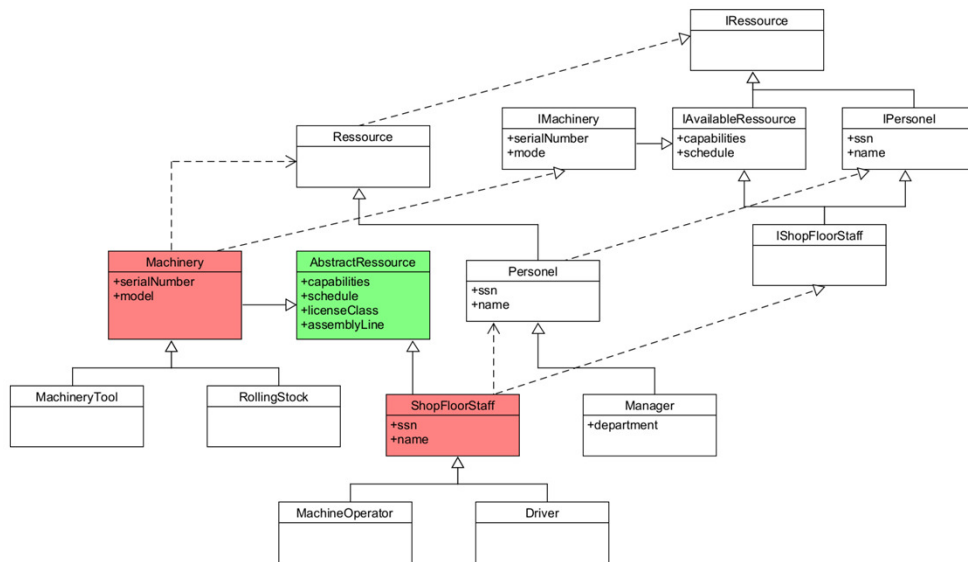 IRessource
Ressource
IMachinery
+serialNumber
+mode
IAvailableRessource
+capabilities
+schedule
IPersonel
+ssn
+name
IShopFloorStaff
Machinery
+serialNumber
+model
AbstractRessource
+capabilities
+schedule
+licenseClass
+assemblyLine
Personel
+ssn
+name
MachineryTool
RollingStock
ShopFloorStaff
+ssn
+name
Manager
+department
MachineOperator
Driver